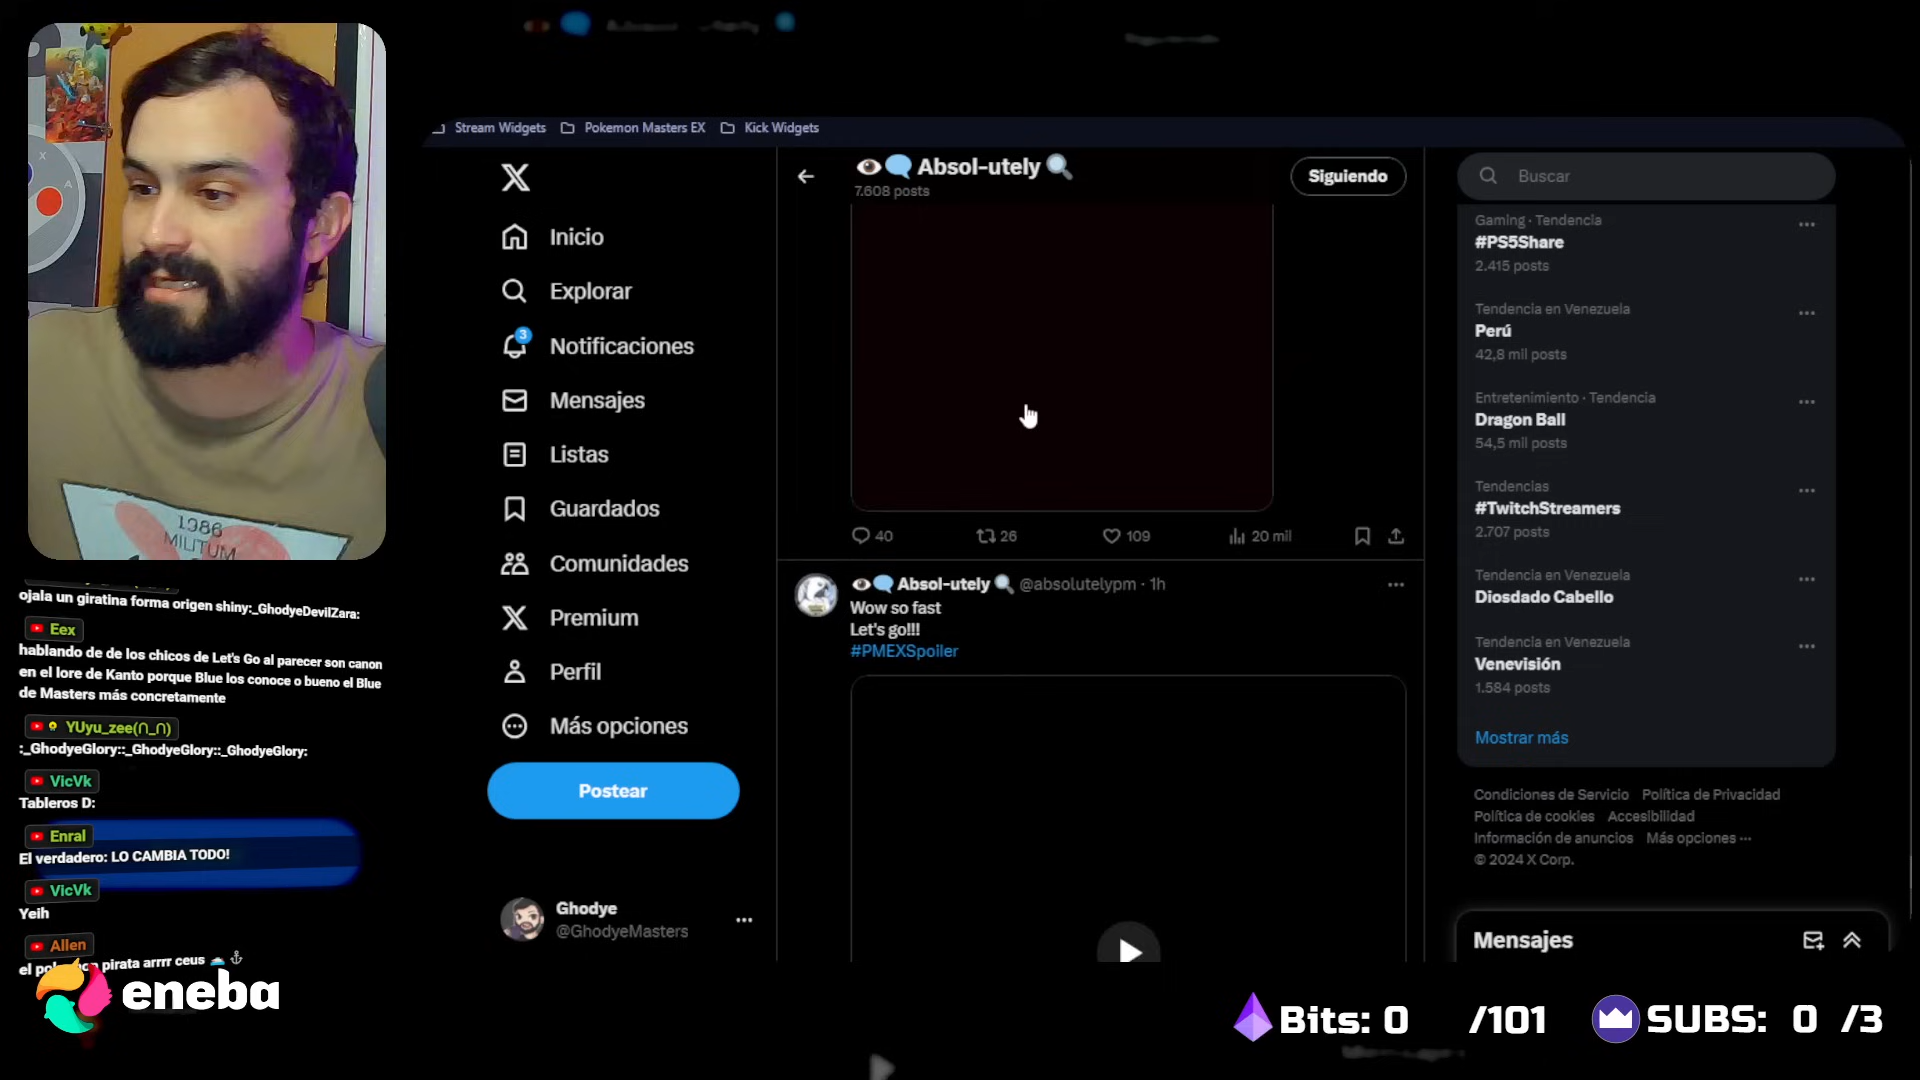 Stream Widgets
Pokemon Masters EX
Kick Widgets
X
A
1986
MILITUM
Inicio
Explorar
3
Notificaciones
Mensajes
Listas
Guardados
Comunidades
Premium
Perfil
Más opciones
Postear
Ghodye
@GhodyeMasters
Absol-utely
7.608 posts
Siguiendo
40
26
109
20 mil
Absol-utely @absolutelypm · 1h
Wow so fast
Let's go!!!
#PMEXSpoiler
Buscar
Gaming · Tendencia
#PS5Share
2.415 posts
Tendencia en Venezuela
Perú
42,8 mil posts
Entretenimiento · Tendencia
Dragon Ball
54,5 mil posts
Tendencias
#TwitchStreamers
2.707 posts
Tendencia en Venezuela
Diosdado Cabello
Tendencia en Venezuela
Venevisión
1.584 posts
Mostrar más
Condiciones de Servicio Política de Privacidad
Política de cookies Accesibilidad
Información de anuncios Más opciones ···
© 2024 X Corp.
Mensajes
ojala un giratina forma origen shiny:_GhodyeDevilZara:
Eex
hablando de de los chicos de Let's Go al parecer son canon
en el lore de Kanto porque Blue los conoce o bueno el Blue
de Masters más concretamente
YUyu_zee(∩_∩)
:_GhodyeGlory::_GhodyeGlory::_GhodyeGlory:
VicVk
Tableros D:
Enral
El verdadero: LO CAMBIA TODO!
VicVk
Yeih
Allen
el pirata arrrr ceus
eneba
Bits: 0 /101
SUBS: 0 /3